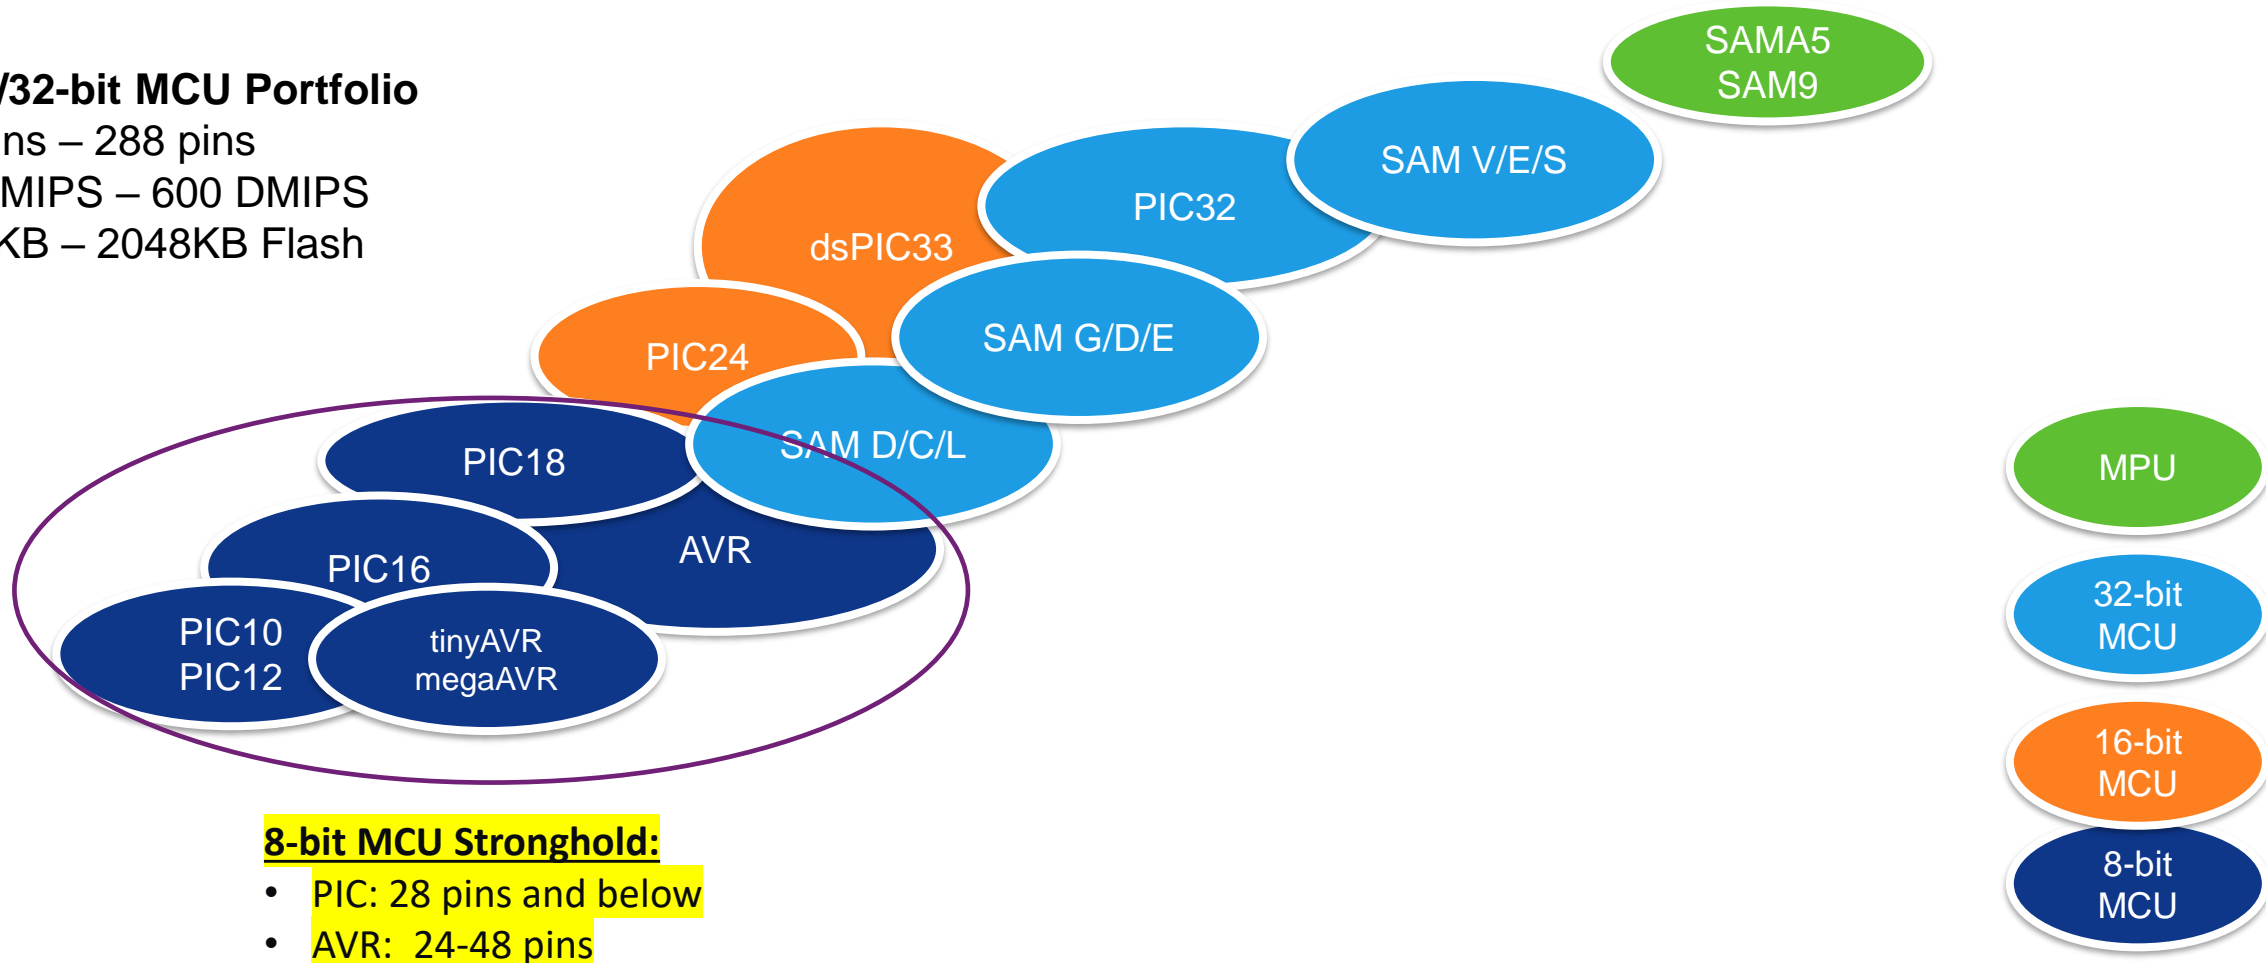 /32-bit MCU Portfolio
ns – 288 pins
MIPS – 600 DMIPS
KB – 2048KB Flash
SAMA5
SAM9
SAM V/E/S
PIC32
dsPIC33
SAM G/D/E
PIC24
SAM D/C/L
PIC18
AVR
PIC16
PIC10
PIC12
tinyAVR
megaAVR
MPU
32-bit
MCU
16-bit
MCU
8-bit
MCU
8-bit MCU Stronghold:
• PIC: 28 pins and below
• AVR: 24-48 pins